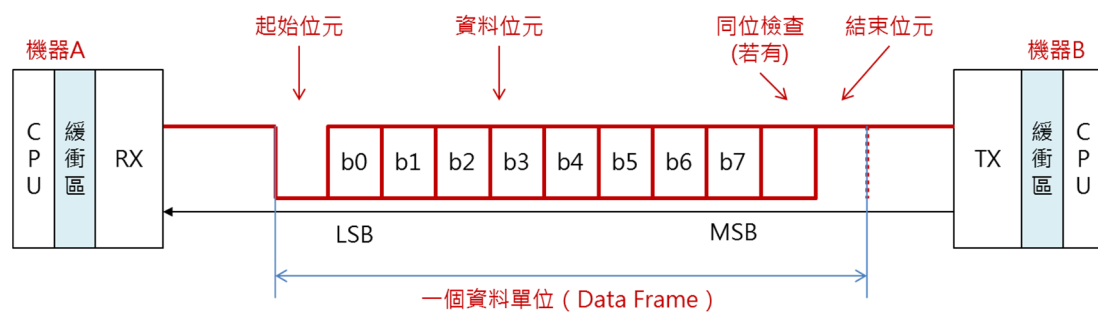 起始位元
資料位元
同位檢查
(若有)
結束位元
機器A
機器B
CPU
緩衝區
RX
b0
b1
b2
b3
b4
b5
b6
b7
TX
緩衝區
CPU
LSB
MSB
一個資料單位（Data Frame）